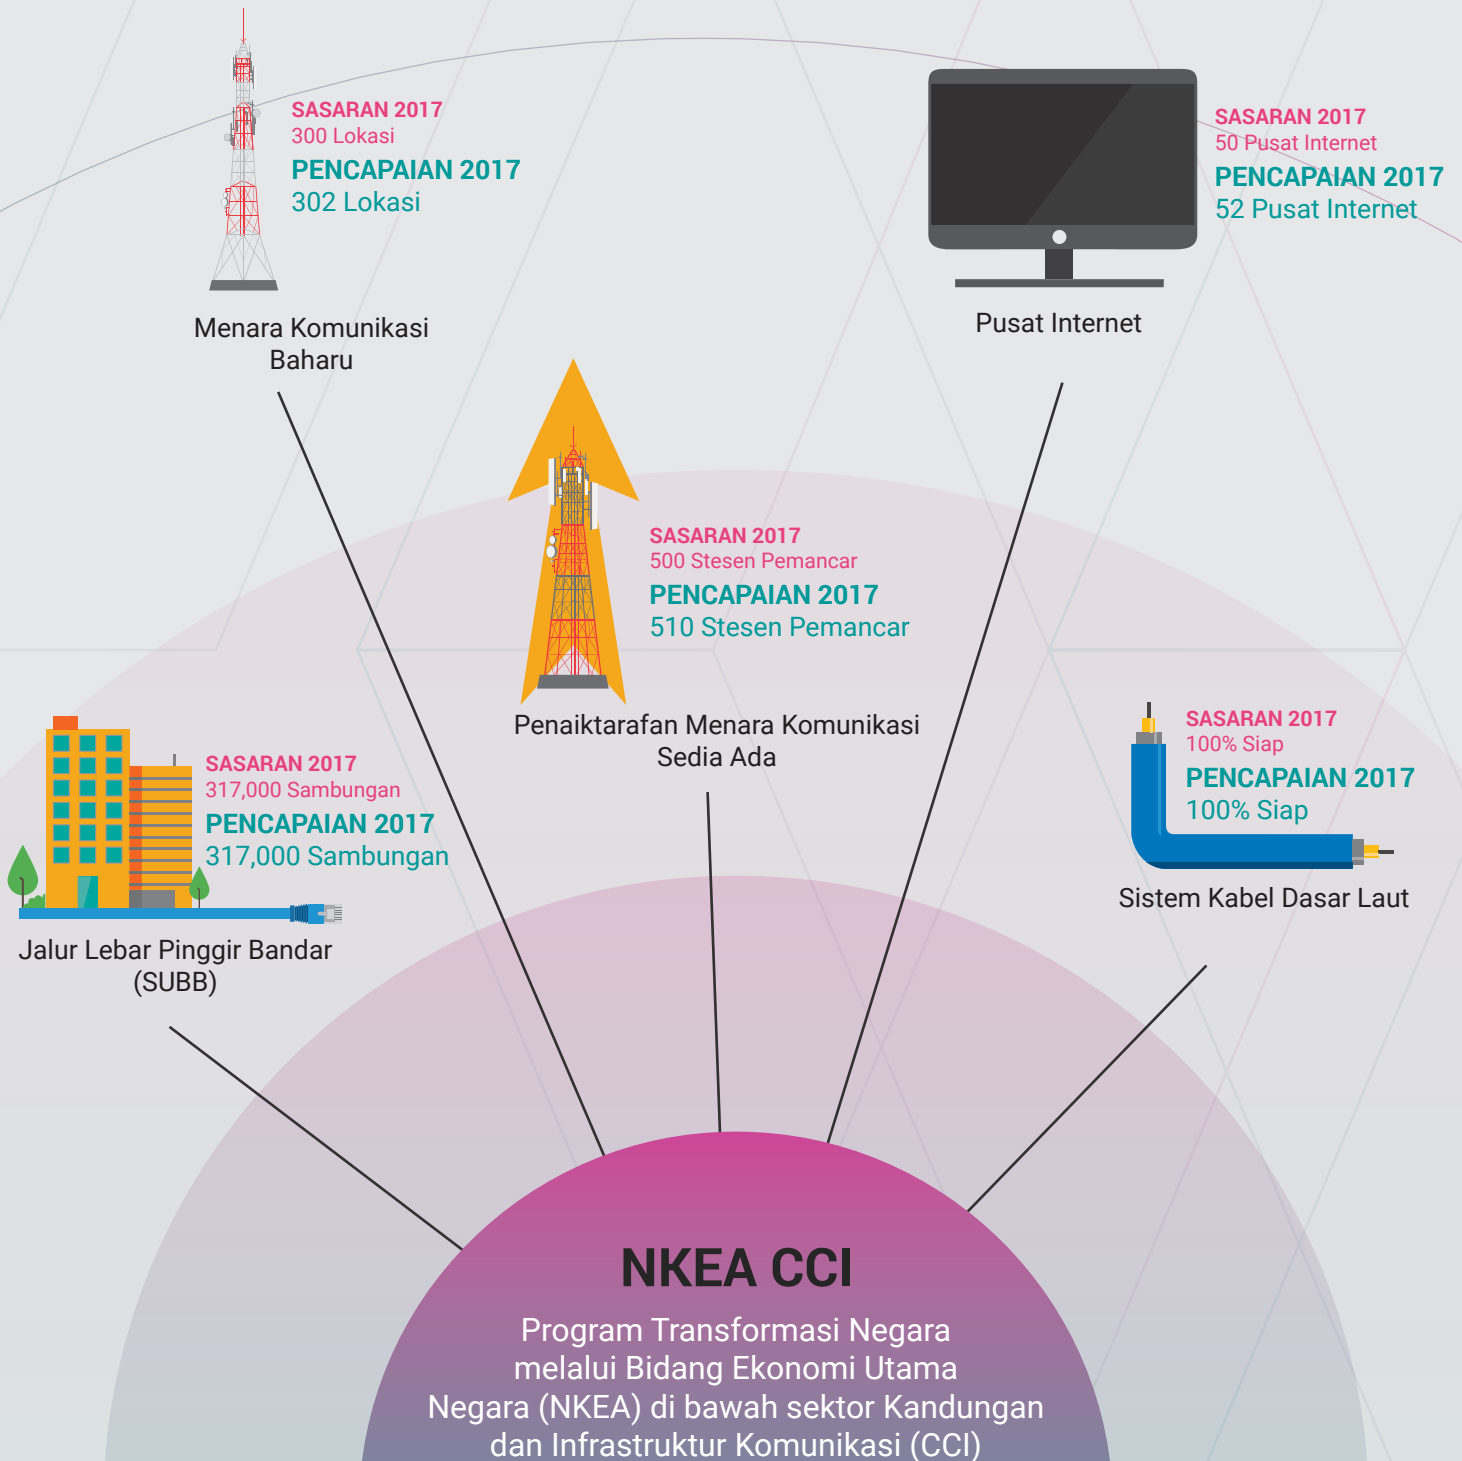 SASARAN 2017
300 Lokasi
PENCAPAIAN 2017
302 Lokasi
Menara Komunikasi
Baharu
SASARAN 2017
50 Pusat Internet
PENCAPAIAN 2017
52 Pusat Internet
Pusat Internet
SASARAN 2017
500 Stesen Pemancar
PENCAPAIAN 2017
510 Stesen Pemancar
Penaiktarafan Menara Komunikasi
Sedia Ada
SASARAN 2017
317,000 Sambungan
PENCAPAIAN 2017
317,000 Sambungan
Jalur Lebar Pinggir Bandar
(SUBB)
SASARAN 2017
100% Siap
PENCAPAIAN 2017
100% Siap
Sistem Kabel Dasar Laut
NKEA CCI
Program Transformasi Negara
melalui Bidang Ekonomi Utama
Negara (NKEA) di bawah sektor Kandungan
dan Infrastruktur Komunikasi (CCI)